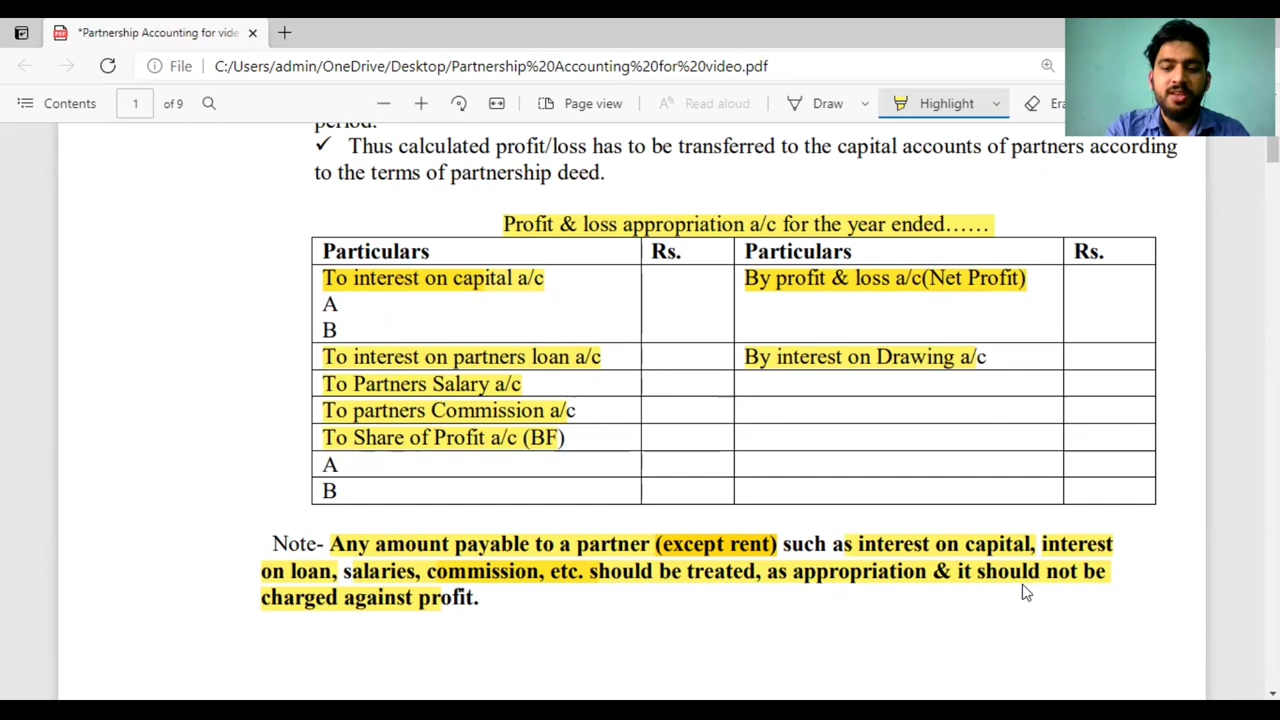 *Partnership Accounting for vide
File C:/Users/admin/OneDrive/Desktop/Partnership%20Accounting%20for%20video.pdf
Contents 1 of 9 Page view Read aloud Draw Highlight Era
period.
✓ Thus calculated profit/loss has to be transferred to the capital accounts of partners according
to the terms of partnership deed.
Profit & loss appropriation a/c for the year ended……
Particulars Rs. Particulars Rs.
To interest on capital a/c By profit & loss a/c(Net Profit)
A
B
To interest on partners loan a/c By interest on Drawing a/c
To Partners Salary a/c
To partners Commission a/c
To Share of Profit a/c (BF)
A
B
Note- Any amount payable to a partner (except rent) such as interest on capital, interest
on loan, salaries, commission, etc. should be treated, as appropriation & it should not be
charged against profit.